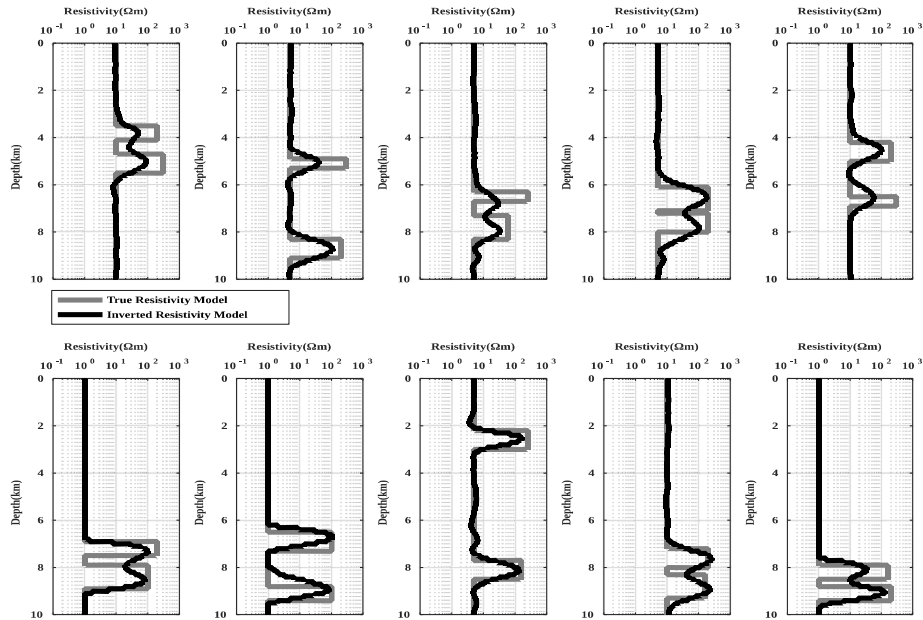 Resistivity(Ωm) Resistivity(Ωm) Resistivity(Ωm) Resistivity(Ωm) Resistivity(Ωm)
10⁻¹ 10⁰ 10¹ 10² 10³ 10⁻¹ 10⁰ 10¹ 10² 10³ 10⁻¹ 10⁰ 10¹ 10² 10³ 10⁻¹ 10⁰ 10¹ 10² 10³ 10⁻¹ 10⁰ 10¹ 10² 10³
0 0 0 0 0
2 2 2 2 2
4 4 4 4 4
Depth(km) Depth(km) Depth(km) Depth(km) Depth(km)
6 6 6 6 6
8 8 8 8 8
10 10 10 10 10
True Resistivity Model
Inverted Resistivity Model
Resistivity(Ωm) Resistivity(Ωm) Resistivity(Ωm) Resistivity(Ωm) Resistivity(Ωm)
10⁻¹ 10⁰ 10¹ 10² 10³ 10⁻¹ 10⁰ 10¹ 10² 10³ 10⁻¹ 10⁰ 10¹ 10² 10³ 10⁻¹ 10⁰ 10¹ 10² 10³ 10⁻¹ 10⁰ 10¹ 10² 10³
0 0 0 0 0
2 2 2 2 2
4 4 4 4 4
Depth(km) Depth(km) Depth(km) Depth(km) Depth(km)
6 6 6 6 6
8 8 8 8 8
10 10 10 10 10